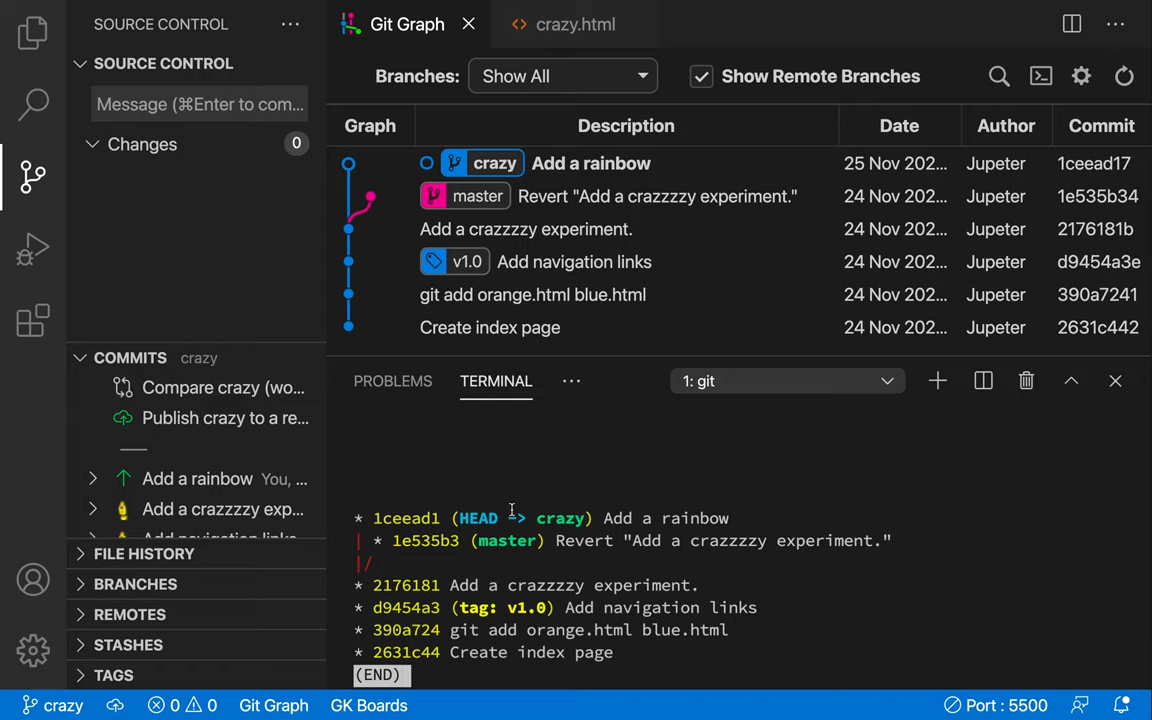 SOURCE CONTROL
Git Graph
crazy.html
SOURCE CONTROL
Message (⌘Enter to com...
Changes 0
Branches: Show All Show Remote Branches
Graph Description Date Author Commit
crazy Add a rainbow 25 Nov 202... Jupeter 1ceead17
master Revert "Add a crazzzzy experiment." 24 Nov 202... Jupeter 1e535b34
Add a crazzzzy experiment. 24 Nov 202... Jupeter 2176181b
v1.0 Add navigation links 24 Nov 202... Jupeter d9454a3e
git add orange.html blue.html 24 Nov 202... Jupeter 390a7241
Create index page 24 Nov 202... Jupeter 2631c442
COMMITS crazy
Compare crazy (wo...
Publish crazy to a re...
Add a rainbow You, ...
Add a crazzzzy exp...
Add navigation links
FILE HISTORY
BRANCHES
REMOTES
STASHES
TAGS
PROBLEMS TERMINAL ... 1: git
* 1ceead1 (HEAD -> crazy) Add a rainbow
| * 1e535b3 (master) Revert "Add a crazzzzy experiment."
|/
* 2176181 Add a crazzzzy experiment.
* d9454a3 (tag: v1.0) Add navigation links
* 390a724 git add orange.html blue.html
* 2631c44 Create index page
(END)
crazy 0 0 Git Graph GK Boards Port : 5500